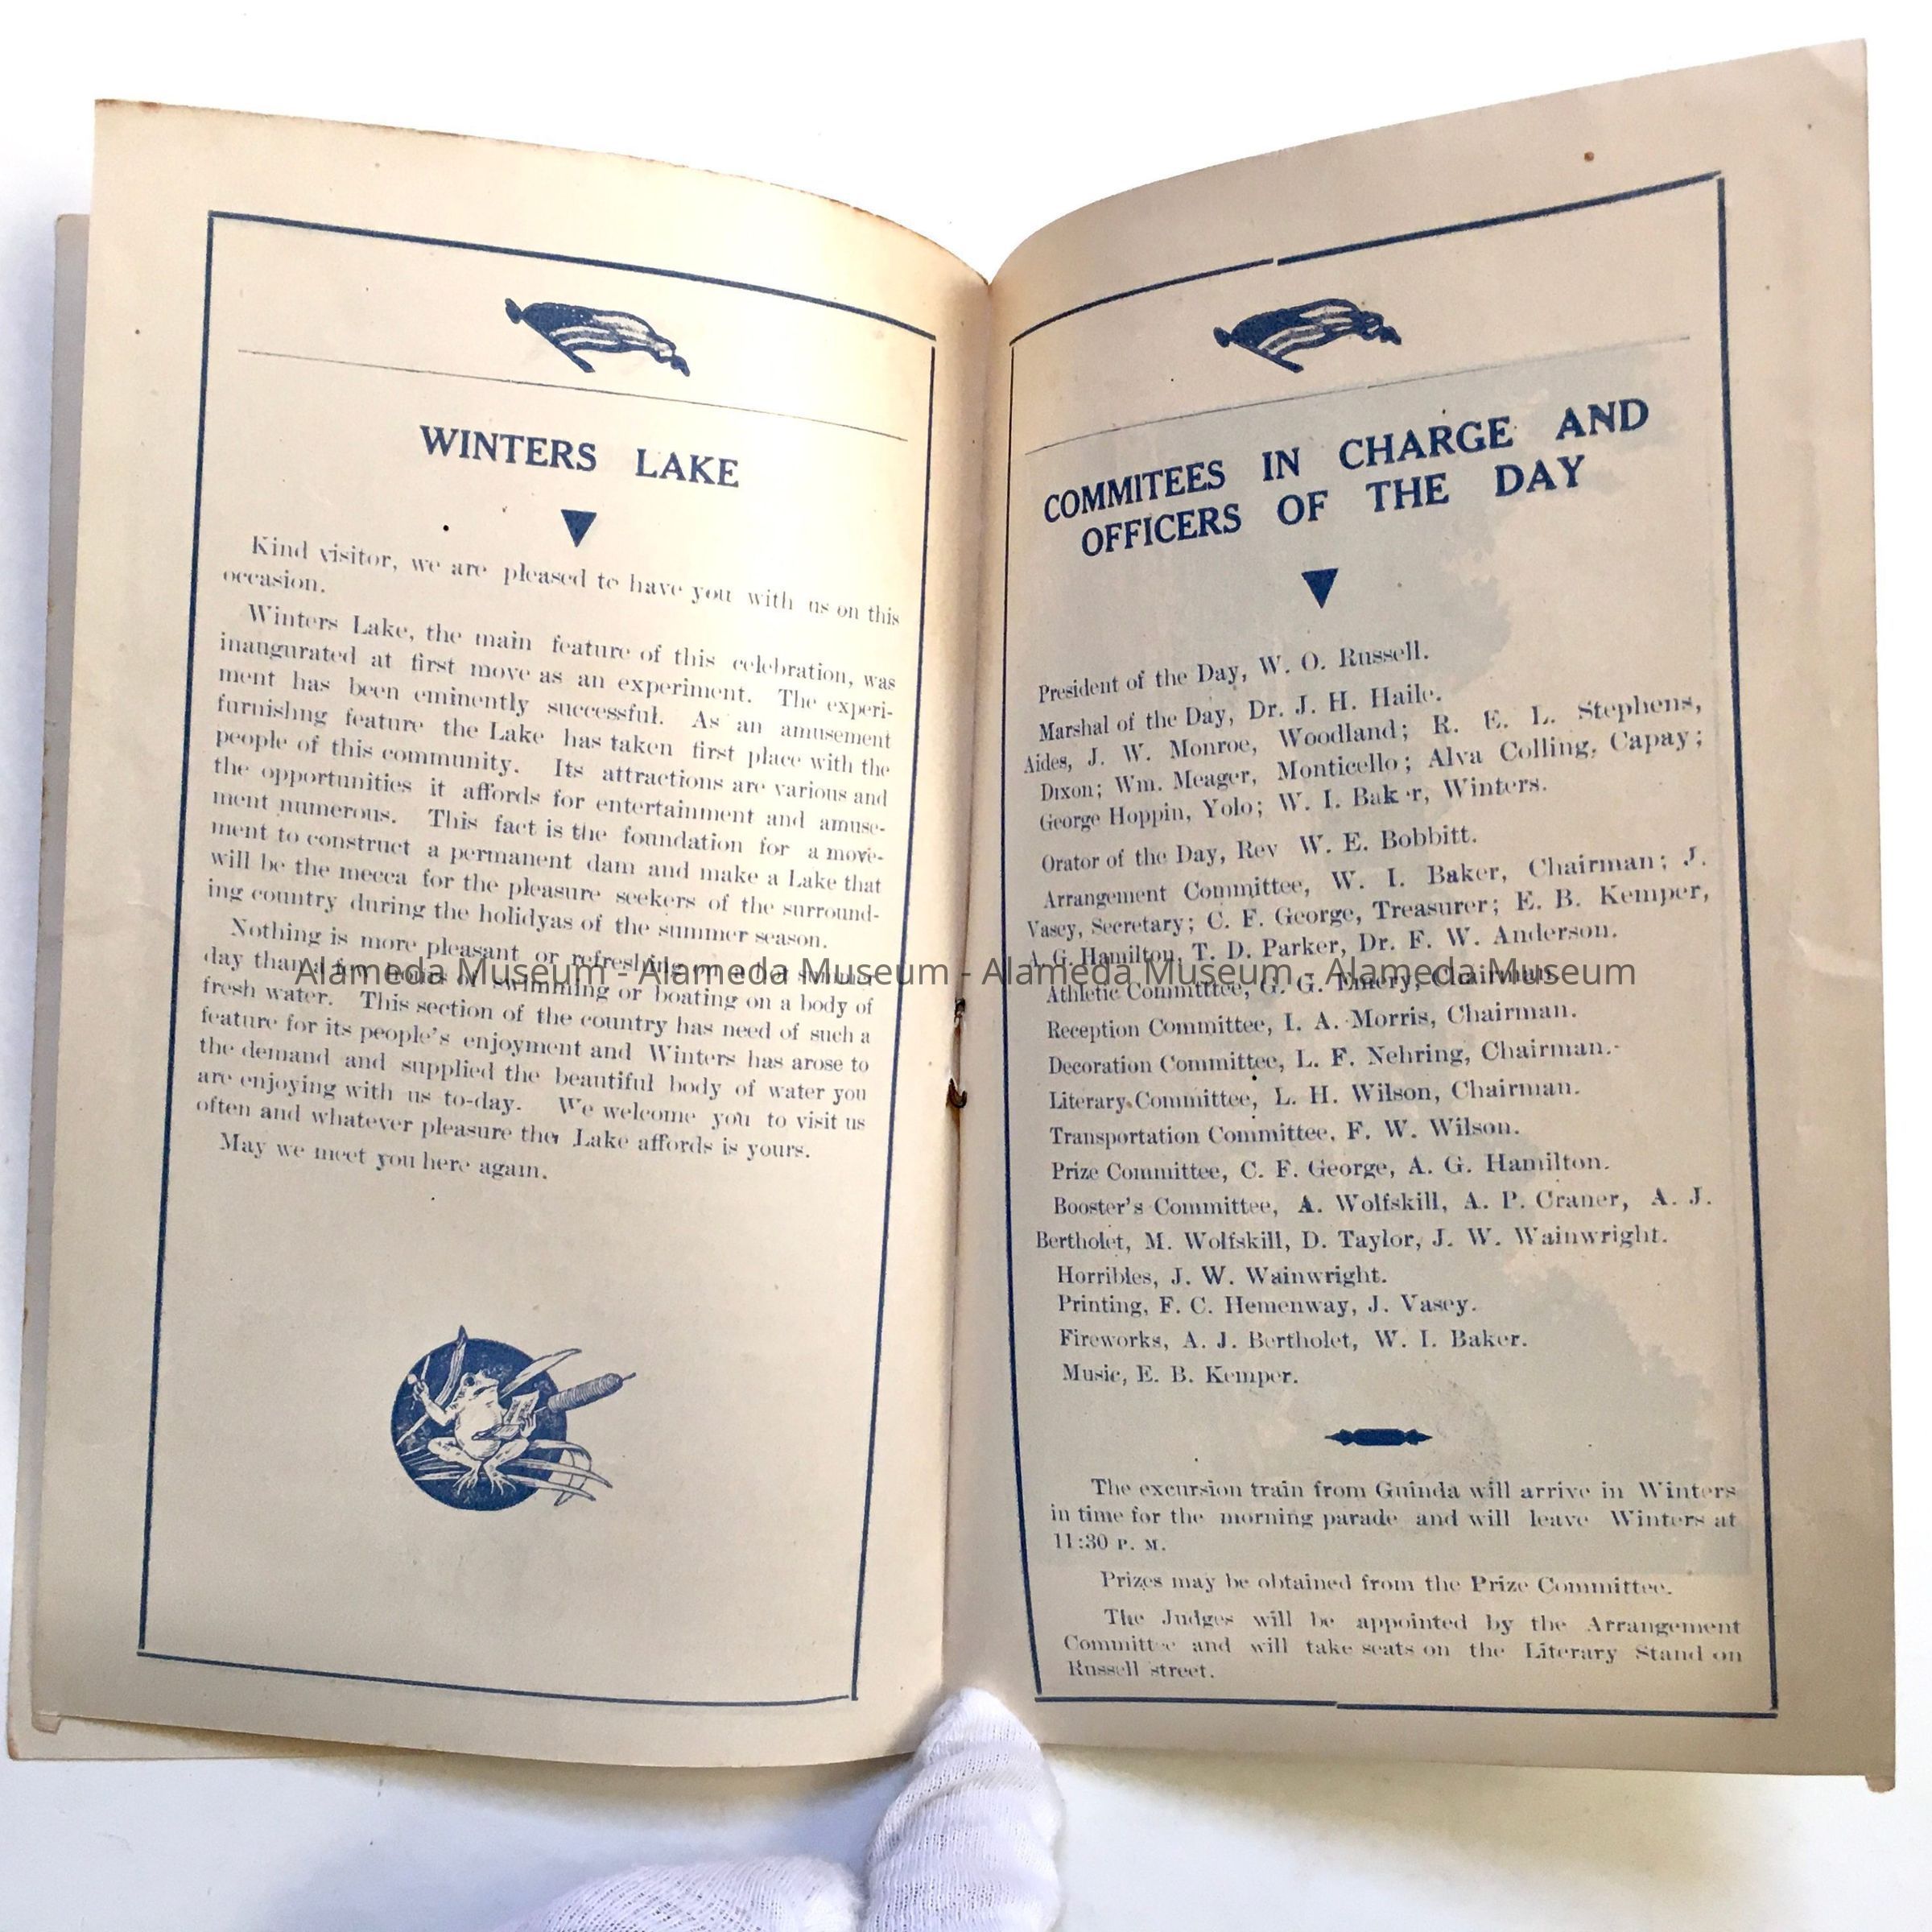 WINTERS LAKE
Kind visitor, we are pleased to have you with us on this
occasion.
Winters Lake, the main feature of this celebration, was
inaugurated at first move as an experiment. The experi-
ment has been eminently successful. As an amusement
furnishng feature the Lake has taken first place with the
people of this community. Its attractions are various and
the opportunities it affords for entertainment and amuse-
ment numerous. This fact is the foundation for a move-
ment to construct a permanent dam and make a Lake that
will be the mecca for the pleasure seekers of the surround-
ing country during the holidyas of the summer season.
Nothing is more pleasant or refreshing on a hot summer
day than a few hours of swimming or boating on a body of
fresh water. This section of the country has need of such a
feature for its people's enjoyment and Winters has arose to
the demand and supplied the beautiful body of water you
are enjoying with us to-day. We welcome you to visit us
often and whatever pleasure the Lake affords is yours.
May we meet you here again.
COMMITEES IN CHARGE AND
OFFICERS OF THE DAY
President of the Day, W. O. Russell.
Marshal of the Day, Dr. J. H. Haile.
Aides, J. W. Monroe, Woodland; R. E. L. Stephens,
Dixon; Wm. Meager, Monticello; Alva Colling, Capay;
George Hoppin, Yolo; W. I. Baker, Winters.
Orator of the Day, Rev W. E. Bobbitt.
Arrangement Committee, W. I. Baker, Chairman; J.
Vasey, Secretary; C. F. George, Treasurer; E. B. Kemper,
A. G. Hamilton, T. D. Parker, Dr. F. W. Anderson.
Athletic Committtee, G. G. Emery, Chairman.
Reception Committee, I. A. Morris, Chairman.
Decoration Committee, L. F. Nehring, Chairman.
Literary Committee, L. H. Wilson, Chairman.
Transportation Committee, F. W. Wilson.
Prize Committee, C. F. George, A. G. Hamilton.
Booster's Committee, A. Wolfskill, A. P. Craner, A. J.
Bertholet, M. Wolfskill, D. Taylor, J. W. Wainwright.
Horribles, J. W. Wainwright.
Printing, F. C. Hemenway, J. Vasey.
Fireworks, A. J. Bertholet, W. I. Baker.
Music, E. B. Kemper.
The excursion train from Guinda will arrive in Winters
in time for the morning parade and will leave Winters at
11:30 P. M.
Prizes may be obtained from the Prize Committee.
The Judges will be appointed by the Arrangement
Committee and will take seats on the Literary Stand on
Russell street.
Alameda Museum - Alameda Museum - Alameda Museum - Alameda Museum